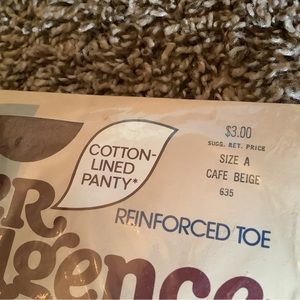 $3.00
SUGG. RET. PRICE
SIZE A
CAFE BEIGE
635
COTTON-
LINED
PANTY*
REINFORCED TOE